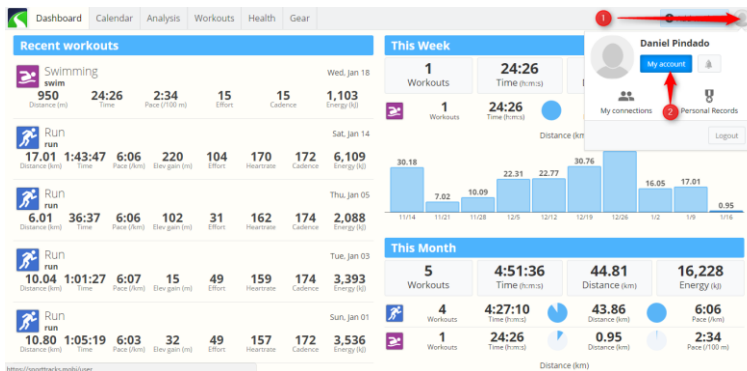 Dashboard Calendar Analysis Workouts Health Gear
1
Recent workouts
Swimming
swim
Wed, Jan 18
950 24:26 2:34 15 15 1,103
Distance (m) Time Pace (/100 m) Effort Cadence Energy (kJ)
Run
run
Sat, Jan 14
17.01 1:43:47 6:06 220 104 170 172 6,109
Distance (km) Time Pace (/km) Elev gain (m) Effort Heartrate Cadence Energy (kJ)
Run
run
Thu, Jan 05
6.01 36:37 6:06 102 31 162 174 2,088
Distance (km) Time Pace (/km) Elev gain (m) Effort Heartrate Cadence Energy (kJ)
Run
run
Tue, Jan 03
10.04 1:01:27 6:07 15 49 159 174 3,393
Distance (km) Time Pace (/km) Elev gain (m) Effort Heartrate Cadence Energy (kJ)
Run
run
Sun, Jan 01
10.80 1:05:19 6:03 32 49 157 172 3,536
Distance (km) Time Pace (/km) Elev gain (m) Effort Heartrate Cadence Energy (kJ)
https://sporttracks.mobi/user
This Week
1 24:26
Workouts Time (h:m:s)
1 24:26
Workouts Time (h:m:s)
Distance (km)
30.18 7.02 10.09 22.31 22.77 30.76 16.05 17.01 0.95
11/14 11/21 11/28 12/5 12/12 12/19 12/26 1/2 1/9 1/16
Daniel Pindado
My account
My connections 2 Personal Records
Logout
This Month
5 4:51:36 44.81 16,228
Workouts Time (h:m:s) Distance (km) Energy (kJ)
4 4:27:10 43.86 6:06
Workouts Time (h:m:s) Distance (km) Pace (/km)
1 24:26 0.95 2:34
Workouts Time (h:m:s) Distance (km) Pace (/100 m)
Distance (km)